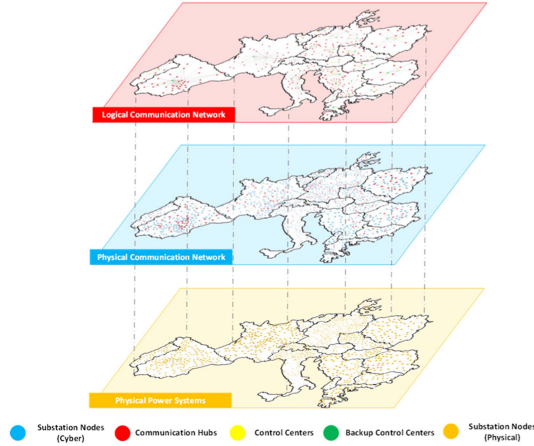 Logical Communication Network
Physical Communication Network
Physical Power Systems
Substation Nodes
(Cyber)
Communication Hubs
Control Centers
Backup Control Centers
Substation Nodes
(Physical)